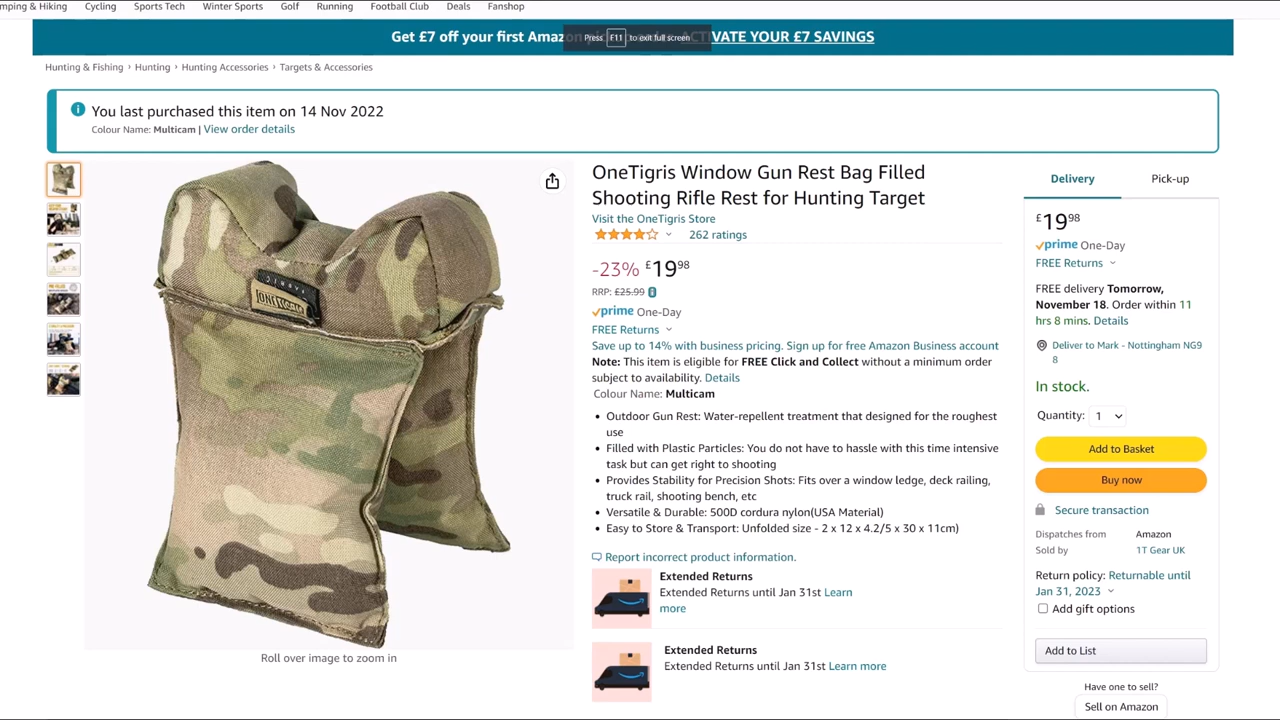 mping & Hiking Cycling Sports Tech Winter Sports Golf Running Football Club Deals Fanshop
Get £7 off your first Amaz
Press F11 to exit full screen
TIVATE YOUR £7 SAVINGS
Hunting & Fishing › Hunting › Hunting Accessories › Targets & Accessories
You last purchased this item on 14 Nov 2022
Colour Name: Multicam | View order details
FABRIC
ONETIGRIS
Roll over image to zoom in
OneTigris Window Gun Rest Bag Filled
Shooting Rifle Rest for Hunting Target
Visit the OneTigris Store
262 ratings
-23% £19.98
RRP: £25.99
prime One-Day
FREE Returns
Save up to 14% with business pricing. Sign up for free Amazon Business account
Note: This item is eligible for FREE Click and Collect without a minimum order
subject to availability. Details
Colour Name: Multicam
• Outdoor Gun Rest: Water-repellent treatment that designed for the roughest
use
• Filled with Plastic Particles: You do not have to hassle with this time intensive
task but can get right to shooting
• Provides Stability for Precision Shots: Fits over a window ledge, deck railing,
truck rail, shooting bench, etc
• Versatile & Durable: 500D cordura nylon(USA Material)
• Easy to Store & Transport: Unfolded size - 2 x 12 x 4.2/5 x 30 x 11cm)
Report incorrect product information.
Extended Returns
Extended Returns until Jan 31st Learn
more
Extended Returns
Extended Returns until Jan 31st Learn more
Delivery Pick-up
£19.98
prime One-Day
FREE Returns
FREE delivery Tomorrow,
November 18. Order within 11
hrs 8 mins. Details
Deliver to Mark - Nottingham NG9
8
In stock.
Quantity: 1
Add to Basket
Buy now
Secure transaction
Dispatches from Amazon
Sold by 1T Gear UK
Return policy: Returnable until
Jan 31, 2023
Add gift options
Add to List
Have one to sell?
Sell on Amazon